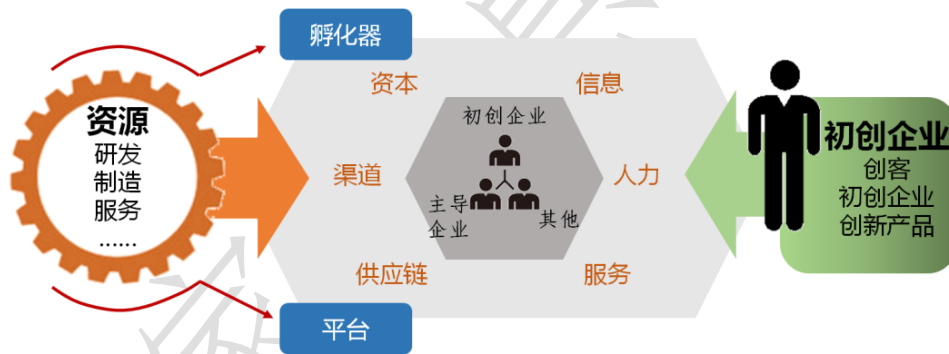 孵化器
资源
研发
制造
服务
......
资本
信息
渠道
人力
供应链
服务
初创企业
主导
企业
其他
平台
初创企业
创客
初创企业
创新产品